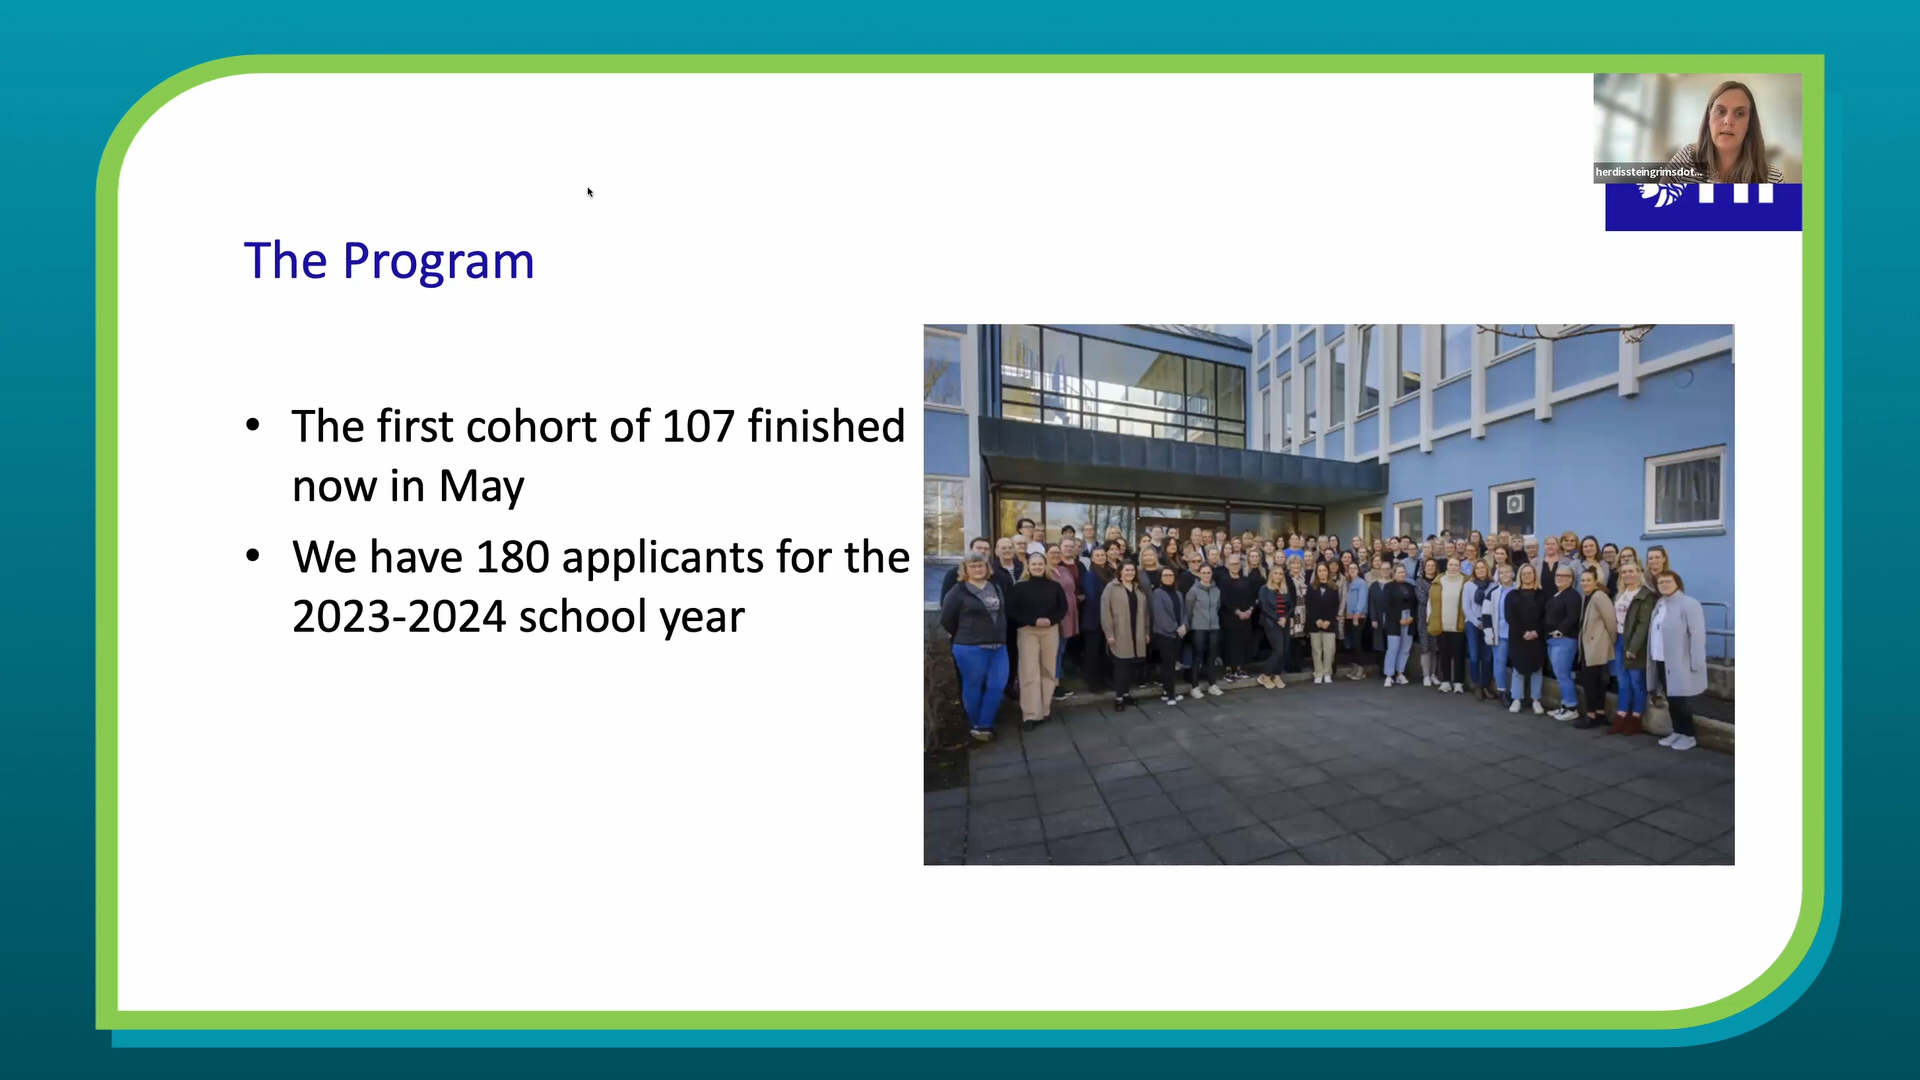 herdissteingrimsdot...
The Program
• The first cohort of 107 finished
now in May
• We have 180 applicants for the
2023-2024 school year